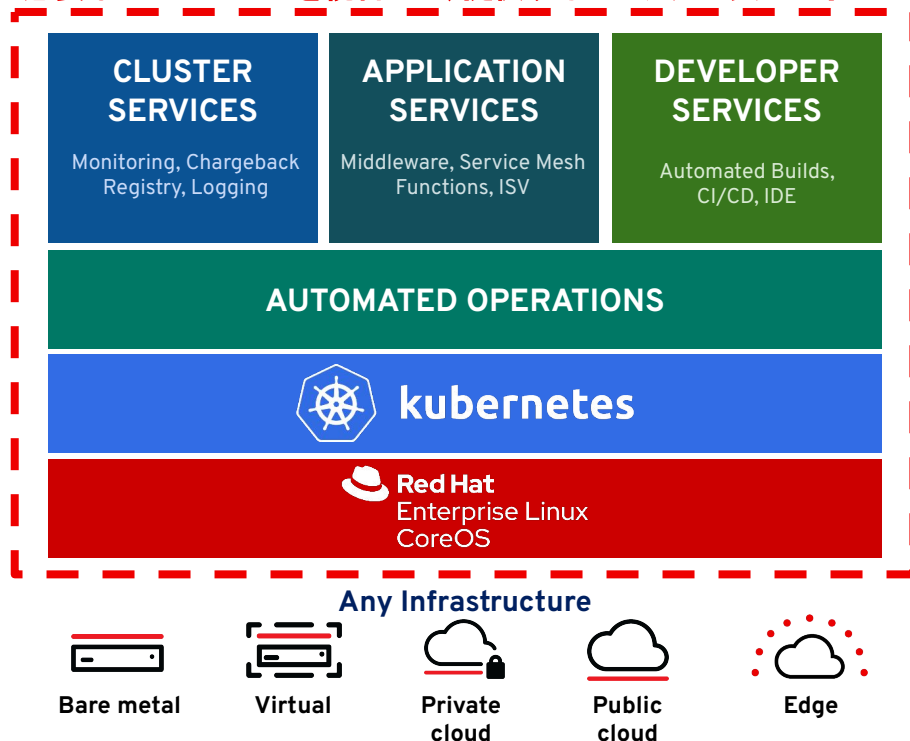 CLUSTER
SERVICES
Monitoring, Chargeback
Registry, Logging
APPLICATION
SERVICES
Middleware, Service Mesh
Functions, ISV
DEVELOPER
SERVICES
Automated Builds,
CI/CD, IDE
AUTOMATED OPERATIONS
kubernetes
Red Hat
Enterprise Linux
CoreOS
Any Infrastructure
Bare metal
Virtual
Private
cloud
Public
cloud
Edge